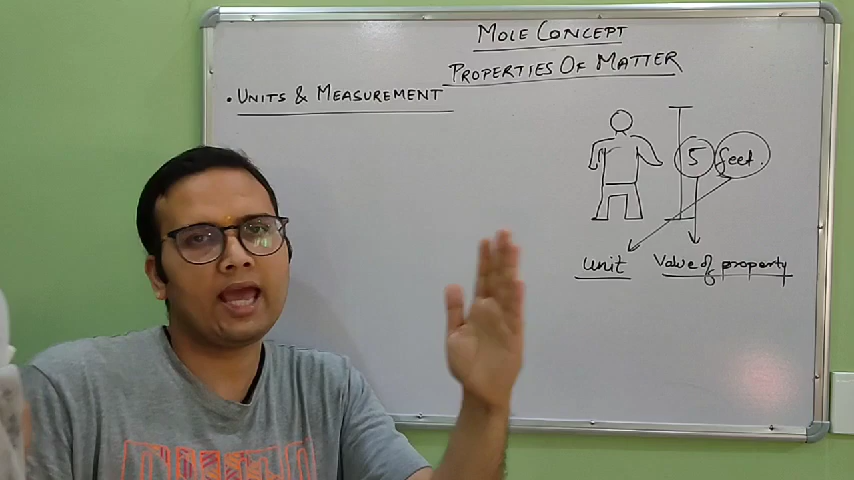 MOLE CONCEPT
PROPERTIES OF MATTER
• UNITS & MEASUREMENT
5 feet.
unit
Value of property